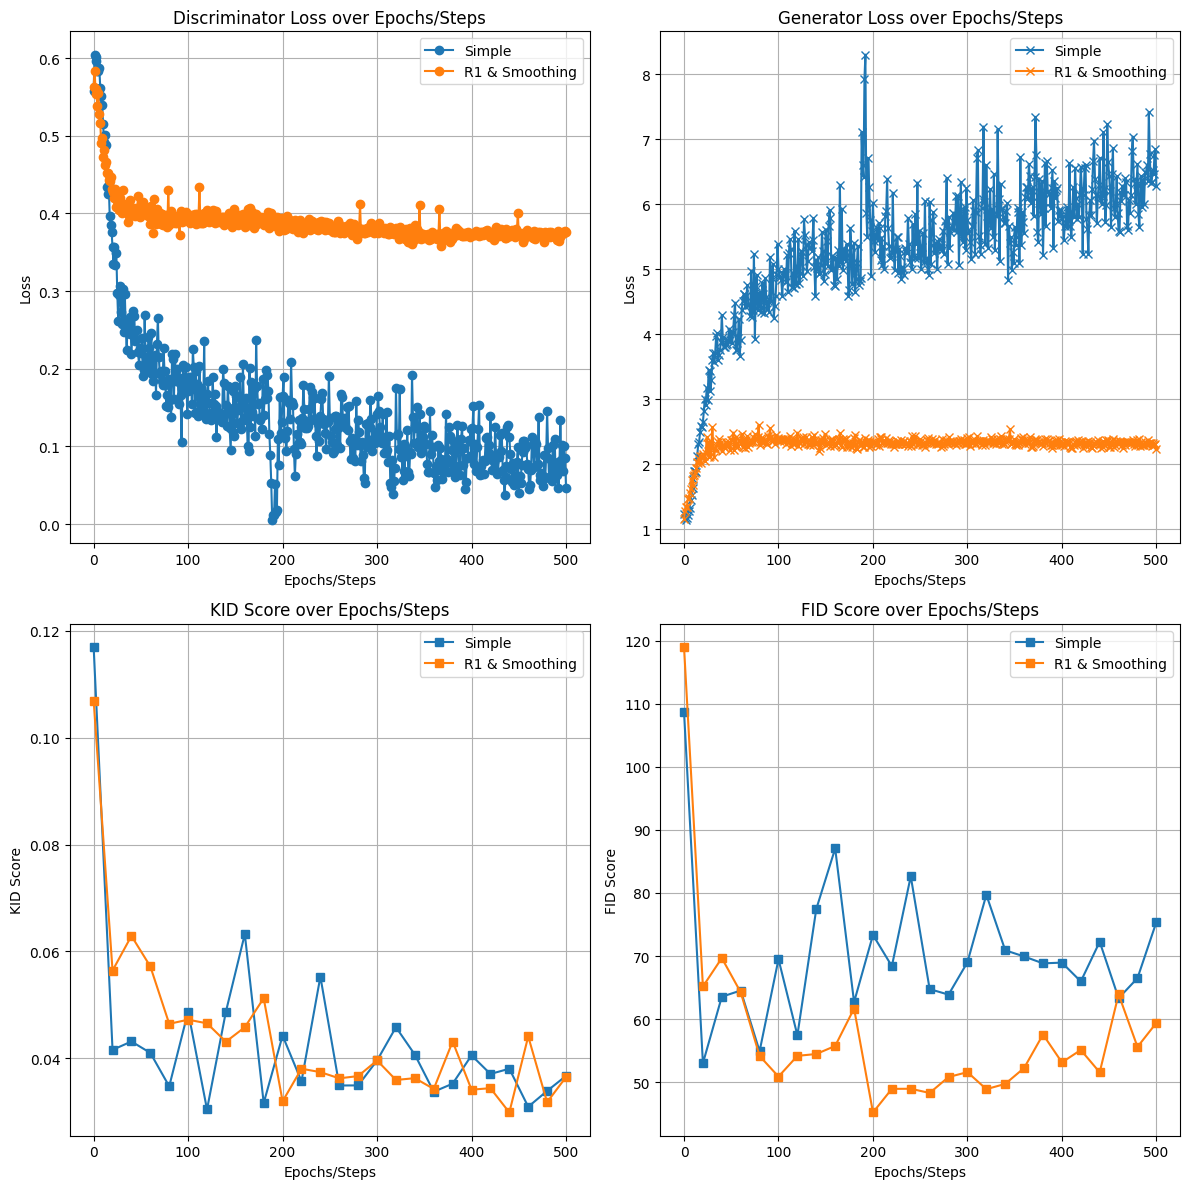 Discriminator Loss over Epochs/Steps
Loss
0.6
0.5
0.4
0.3
0.2
0.1
0.0
0 100 200 300 400 500
Epochs/Steps
Simple
R1 & Smoothing
Generator Loss over Epochs/Steps
Loss
8
7
6
5
4
3
2
1
0 100 200 300 400 500
Epochs/Steps
Simple
R1 & Smoothing
KID Score over Epochs/Steps
KID Score
0.12
0.10
0.08
0.06
0.04
0 100 200 300 400 500
Epochs/Steps
Simple
R1 & Smoothing
FID Score over Epochs/Steps
FID Score
120
110
100
90
80
70
60
50
0 100 200 300 400 500
Epochs/Steps
Simple
R1 & Smoothing